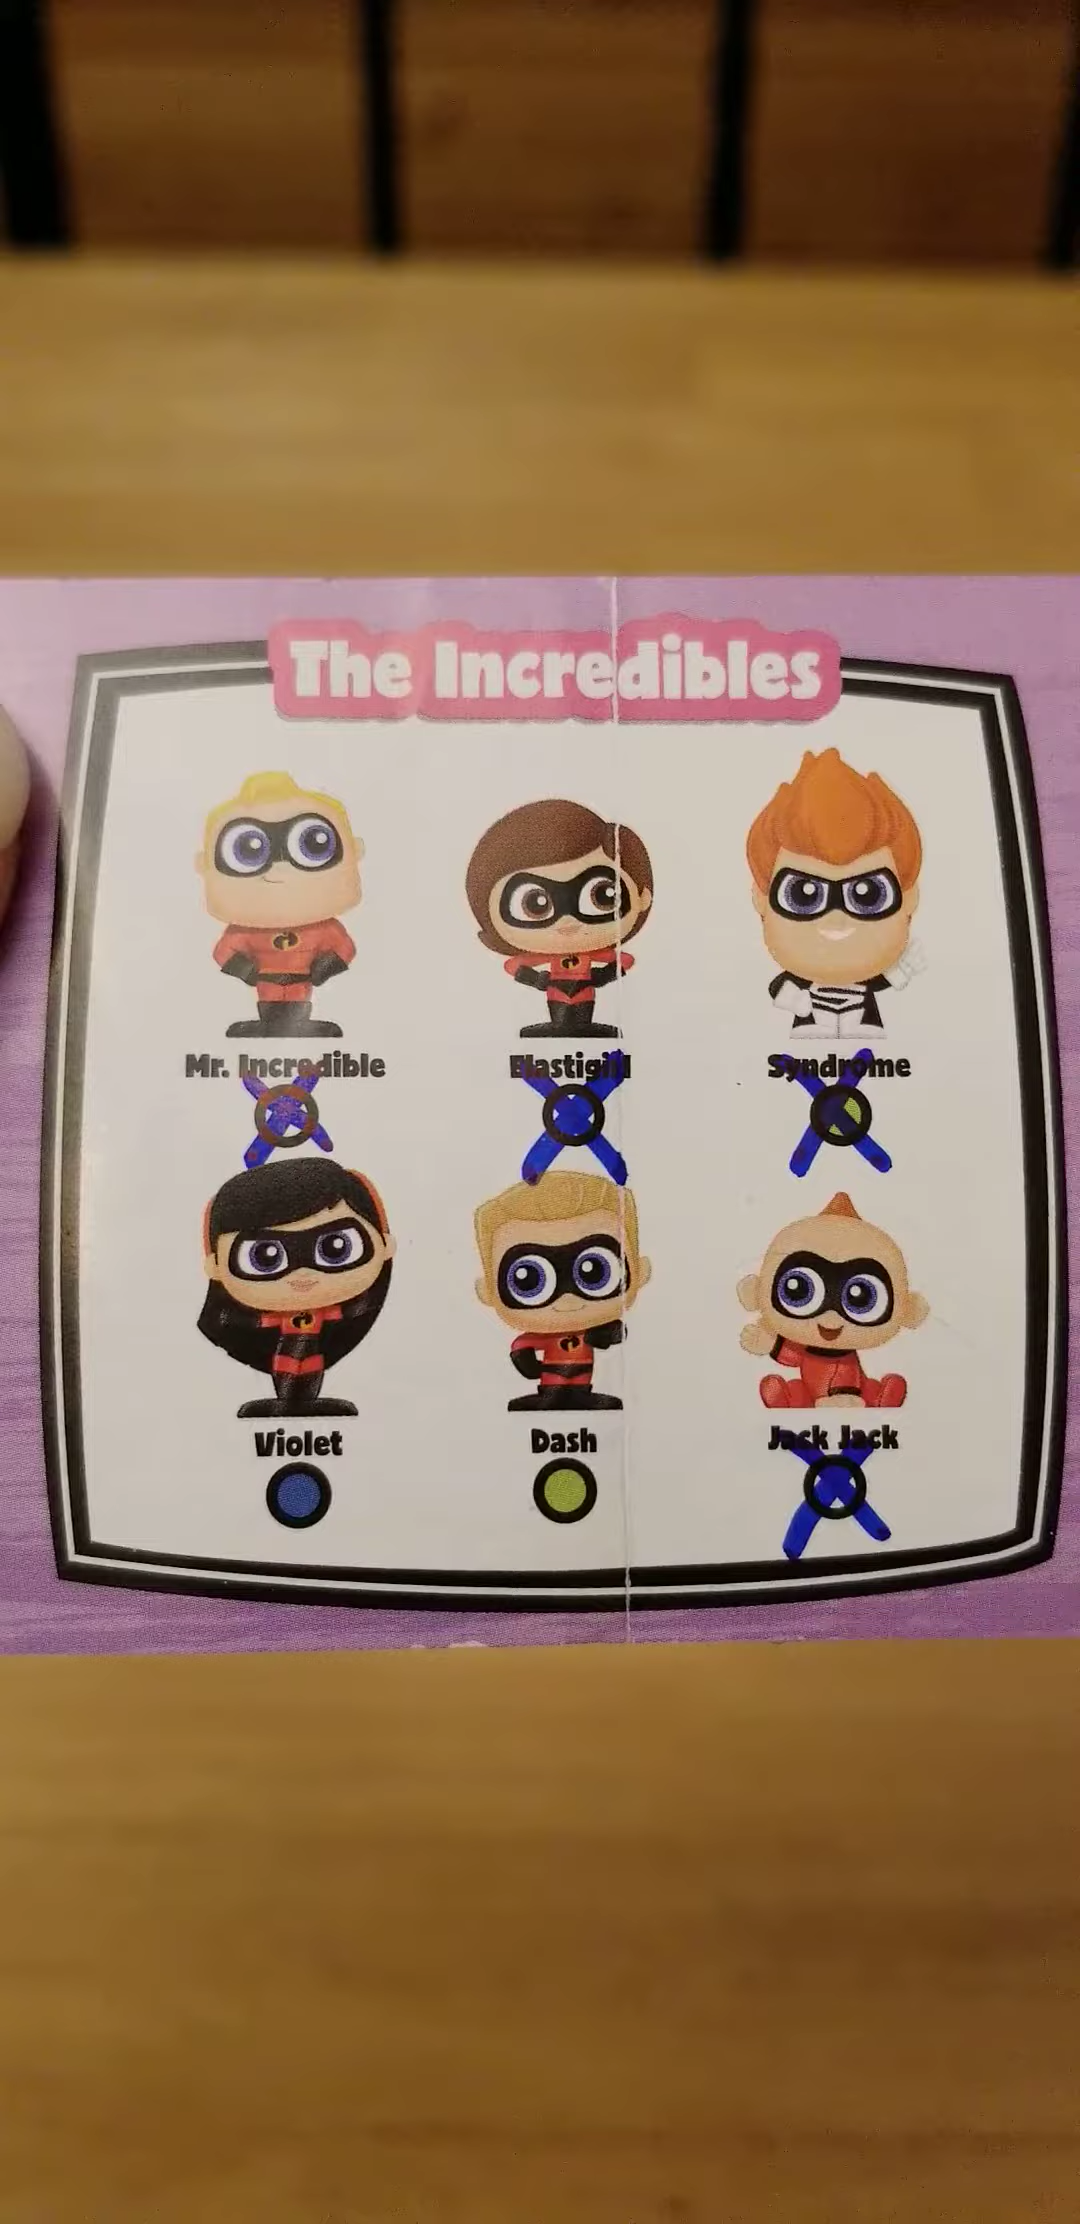 The Incredibles
Mr. Incredible
Elastigirl
Syndrome
Violet
Dash
Jack Jack